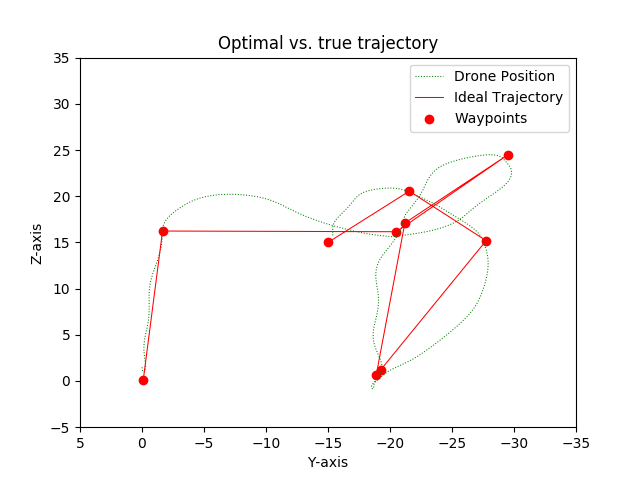 Optimal vs. true trajectory
35
30
25
20
15
10
5
0
−5
Z-axis
Drone Position
Ideal Trajectory
Waypoints
5 0 −5 −10 −15 −20 −25 −30 −35
Y-axis